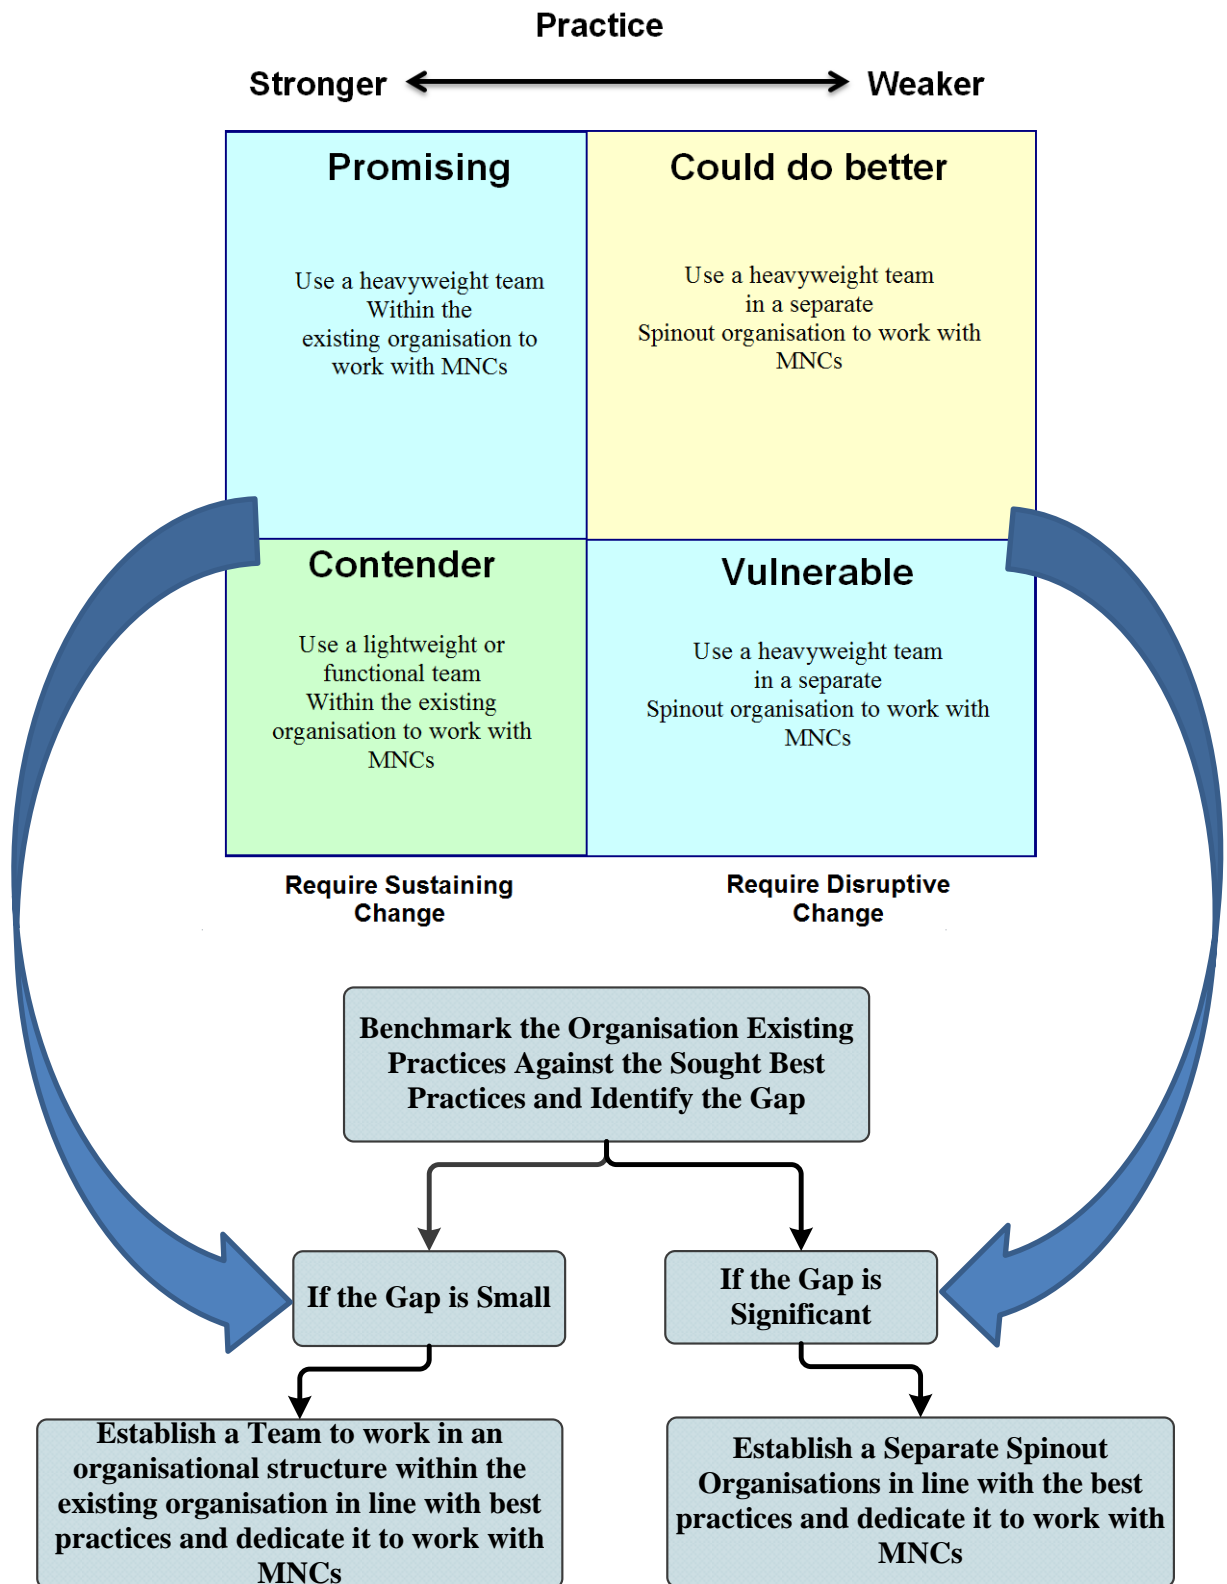 Practice
Stronger
Weaker
Promising
Use a heavyweight team
Within the
existing organisation to
work with MNCs
Could do better
Use a heavyweight team
in a separate
Spinout organisation to work with
MNCs
Contender
Use a lightweight or
functional team
Within the existing
organisation to work with
MNCs
Vulnerable
Use a heavyweight team
in a separate
Spinout organisation to work with
MNCs
Require Sustaining
Change
Require Disruptive
Change
Benchmark the Organisation Existing
Practices Against the Sought Best
Practices and Identify the Gap
If the Gap is Small
If the Gap is
Significant
Establish a Team to work in an
organisational structure within the
existing organisation in line with best
practices and dedicate it to work with
MNCs
Establish a Separate Spinout
Organisations in line with the best
practices and dedicate it to work with
MNCs